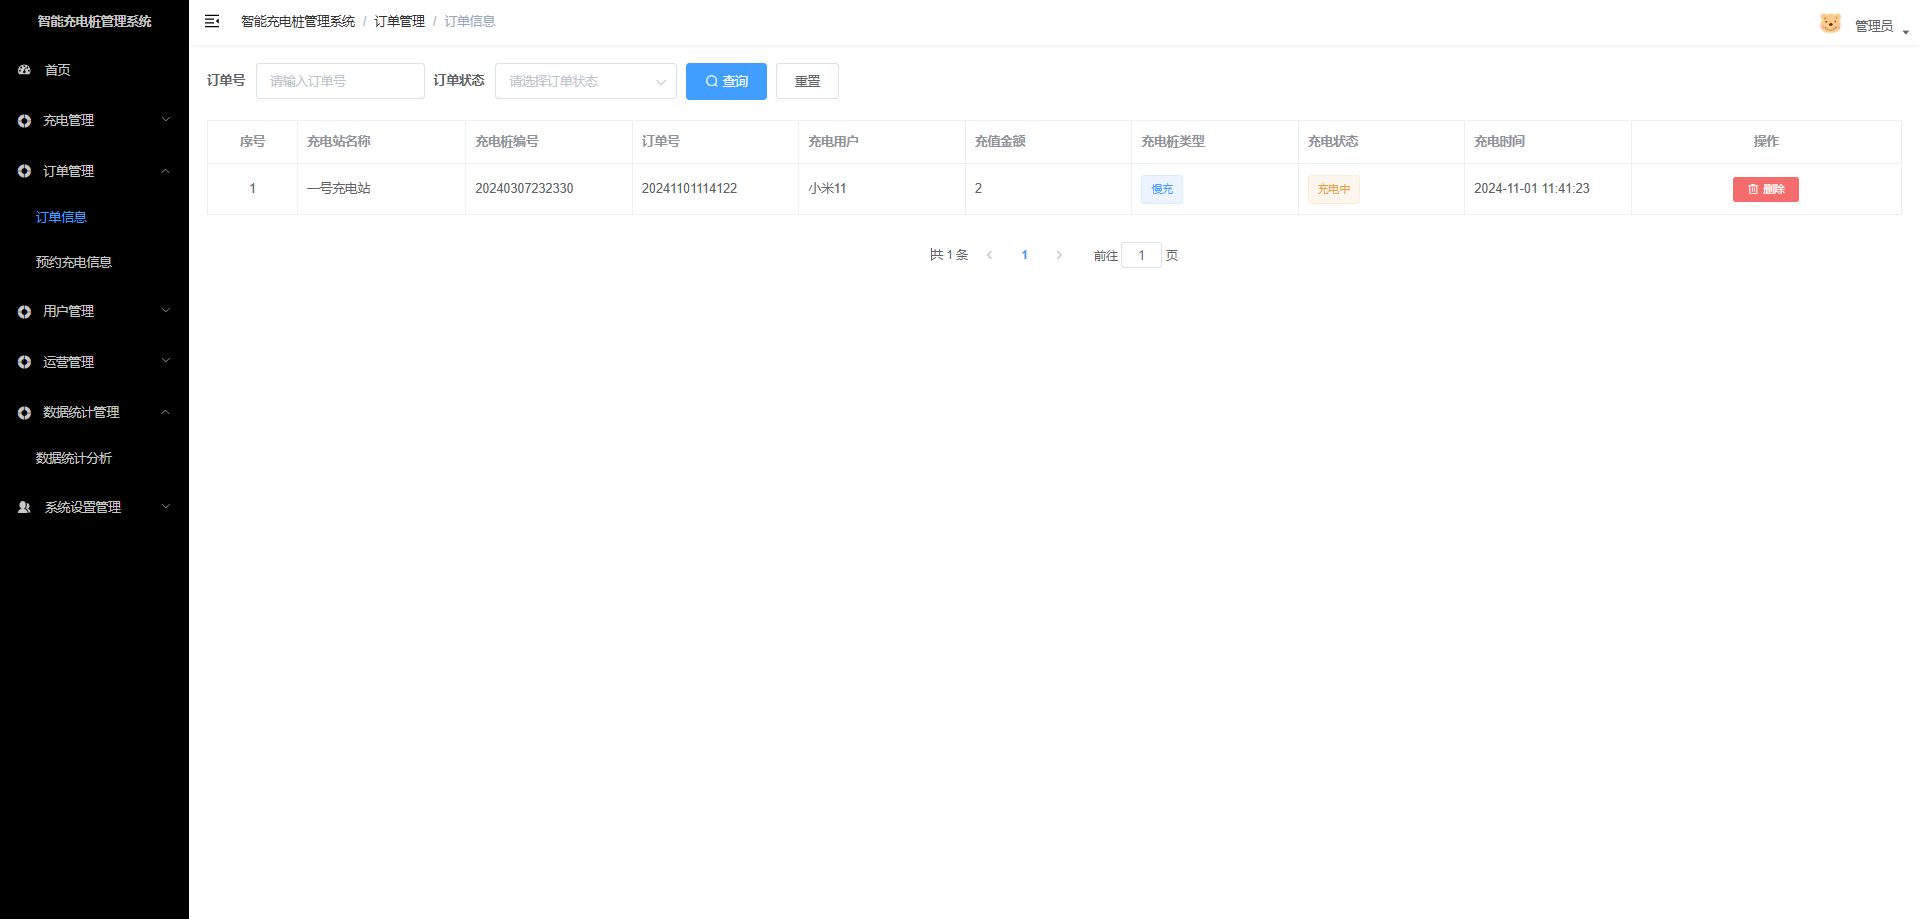 智能充电桩管理系统
首页
充电管理
订单管理
订单信息
预约充电信息
用户管理
运营管理
数据统计管理
数据统计分析
系统设置管理
智能充电桩管理系统 / 订单管理 / 订单信息
管理员
订单号 请输入订单号 订单状态 请选择订单状态 查询 重置
序号 充电站名称 充电桩编号 订单号 充电用户 充值金额 充电桩类型 充电状态 充电时间 操作
1 一号充电站 20240307232330 20241101114122 小米11 2 慢充 充电中 2024-11-01 11:41:23 删除
共 1 条 1 前往 1 页